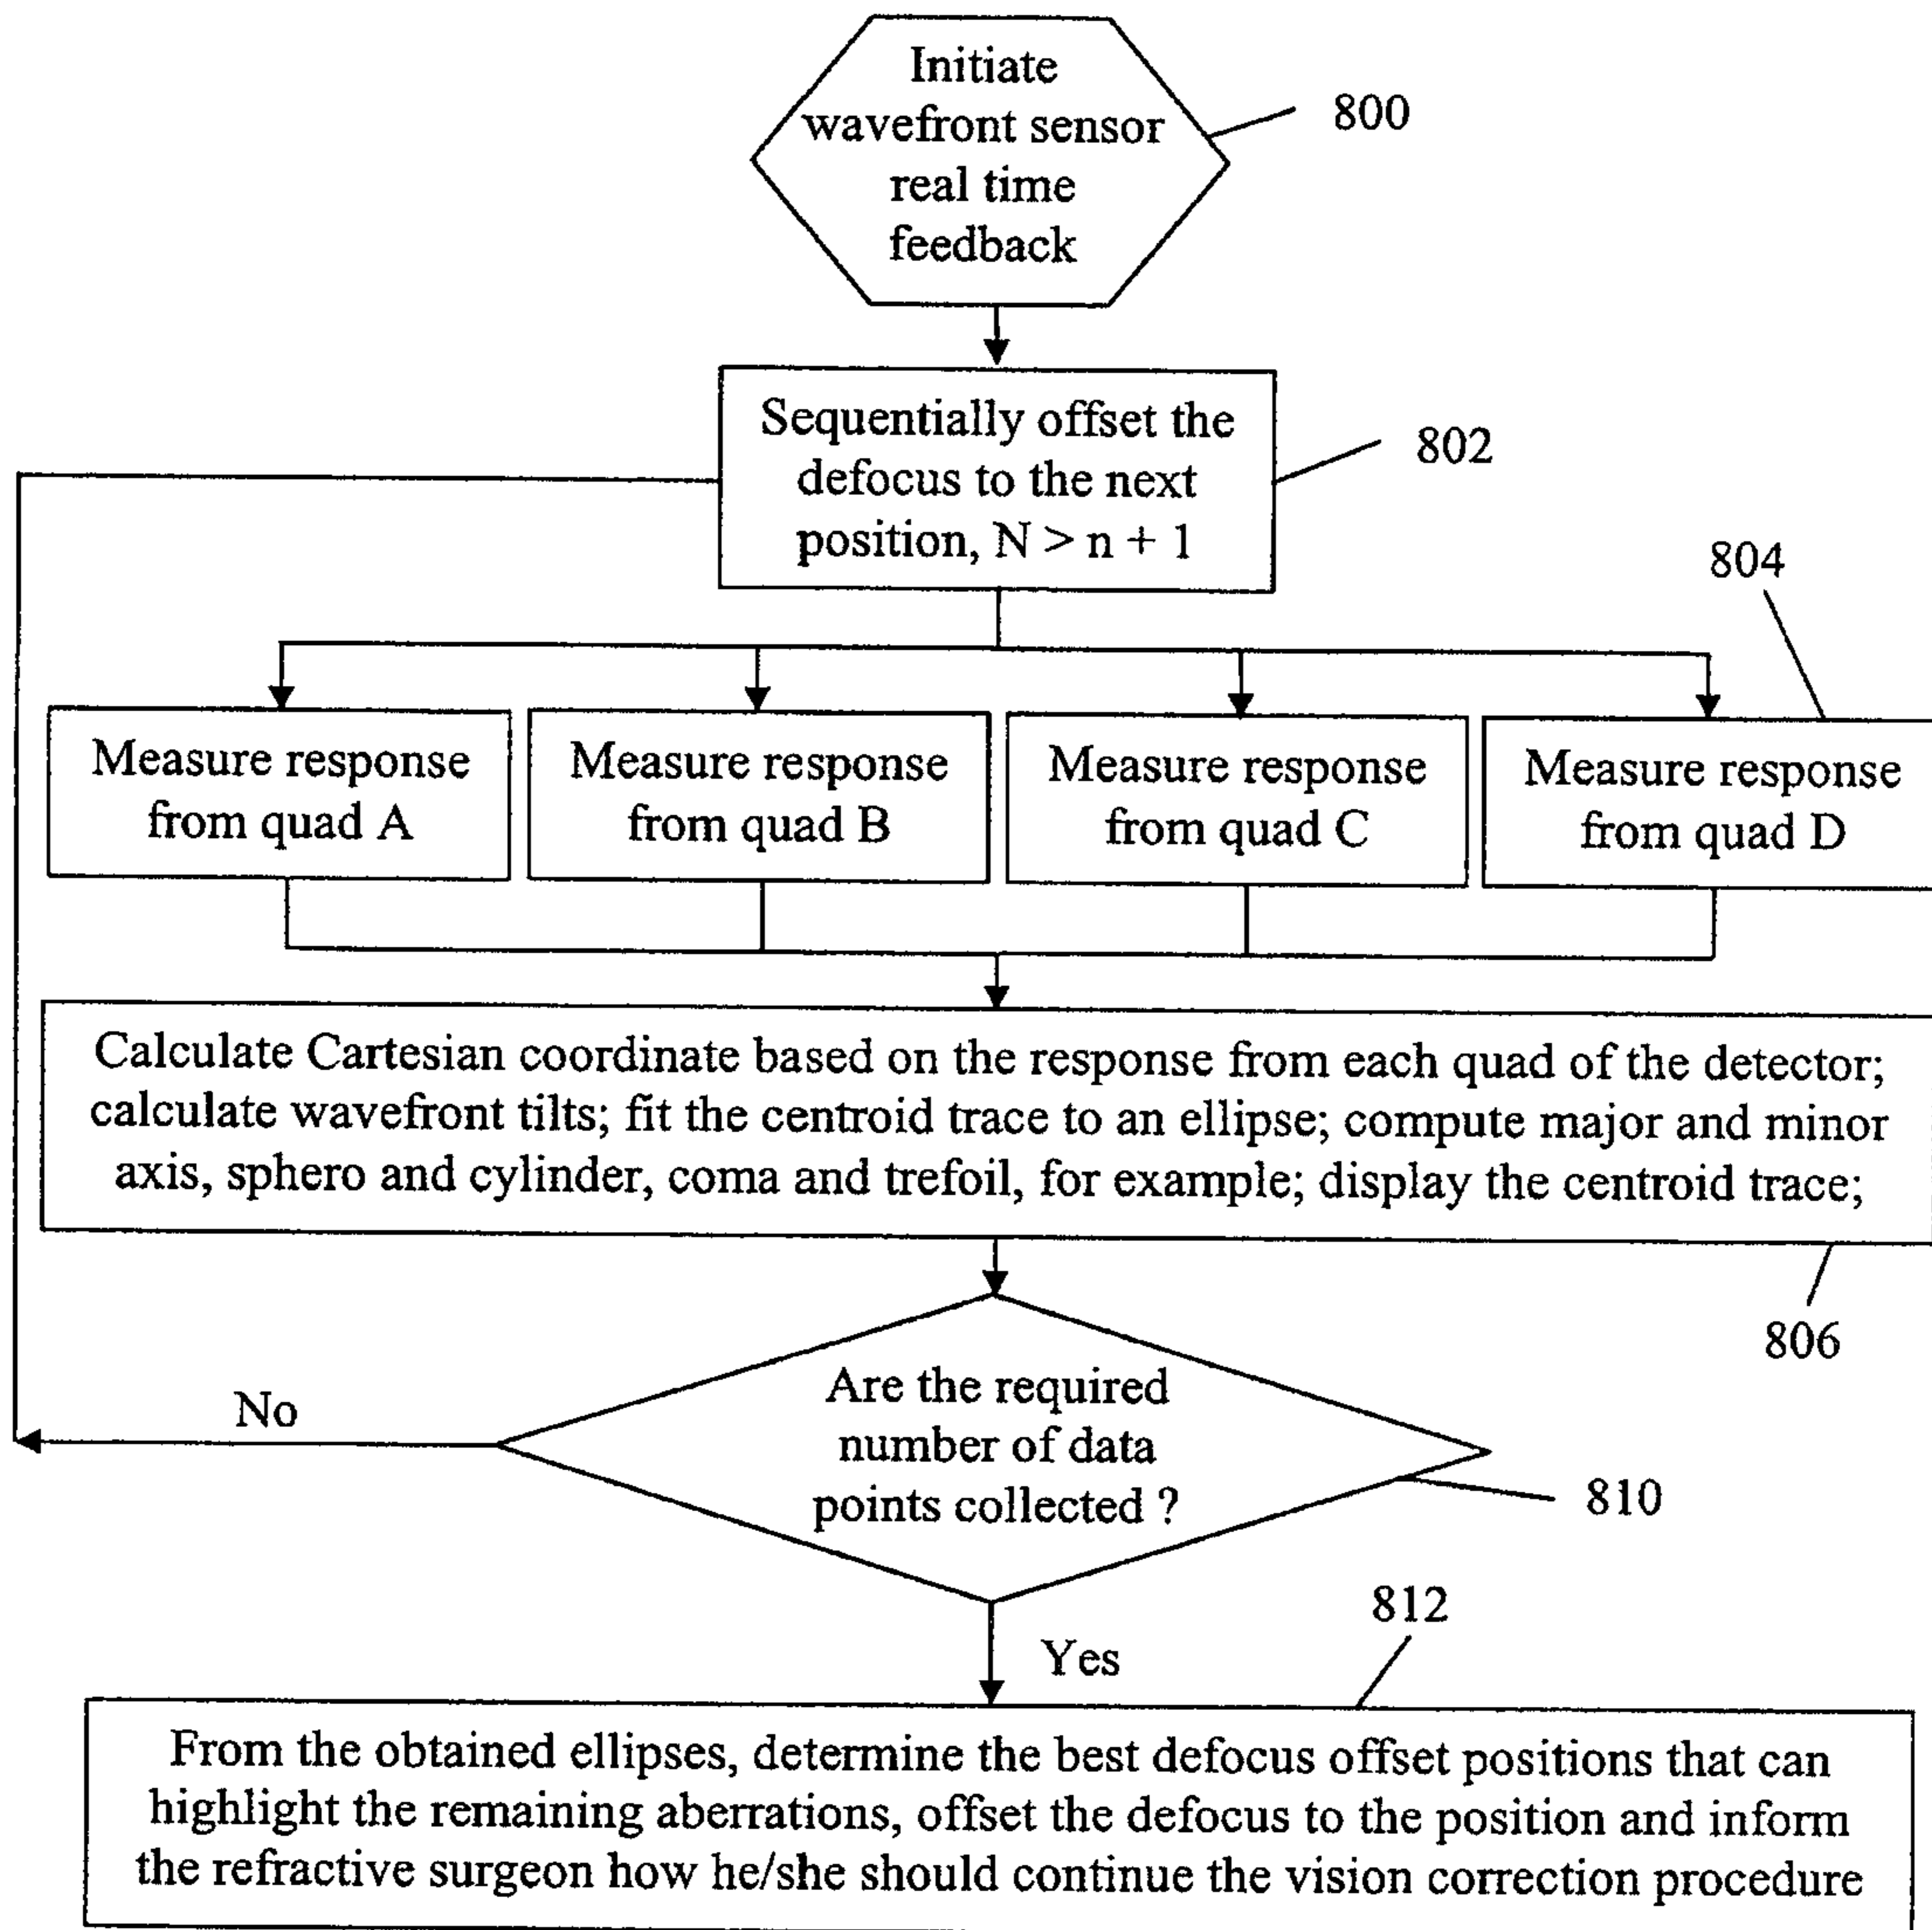 Initiate
wavefront sensor
real time
feedback
800
Sequentially offset the
defocus to the next
position, N > n + 1
802
804
Measure response
from quad A
Measure response
from quad B
Measure response
from quad C
Measure response
from quad D
Calculate Cartesian coordinate based on the response from each quad of the detector;
calculate wavefront tilts; fit the centroid trace to an ellipse; compute major and minor
axis, sphero and cylinder, coma and trefoil, for example; display the centroid trace;
806
No
Are the required
number of data
points collected ?
810
812
Yes
From the obtained ellipses, determine the best defocus offset positions that can
highlight the remaining aberrations, offset the defocus to the position and inform
the refractive surgeon how he/she should continue the vision correction procedure